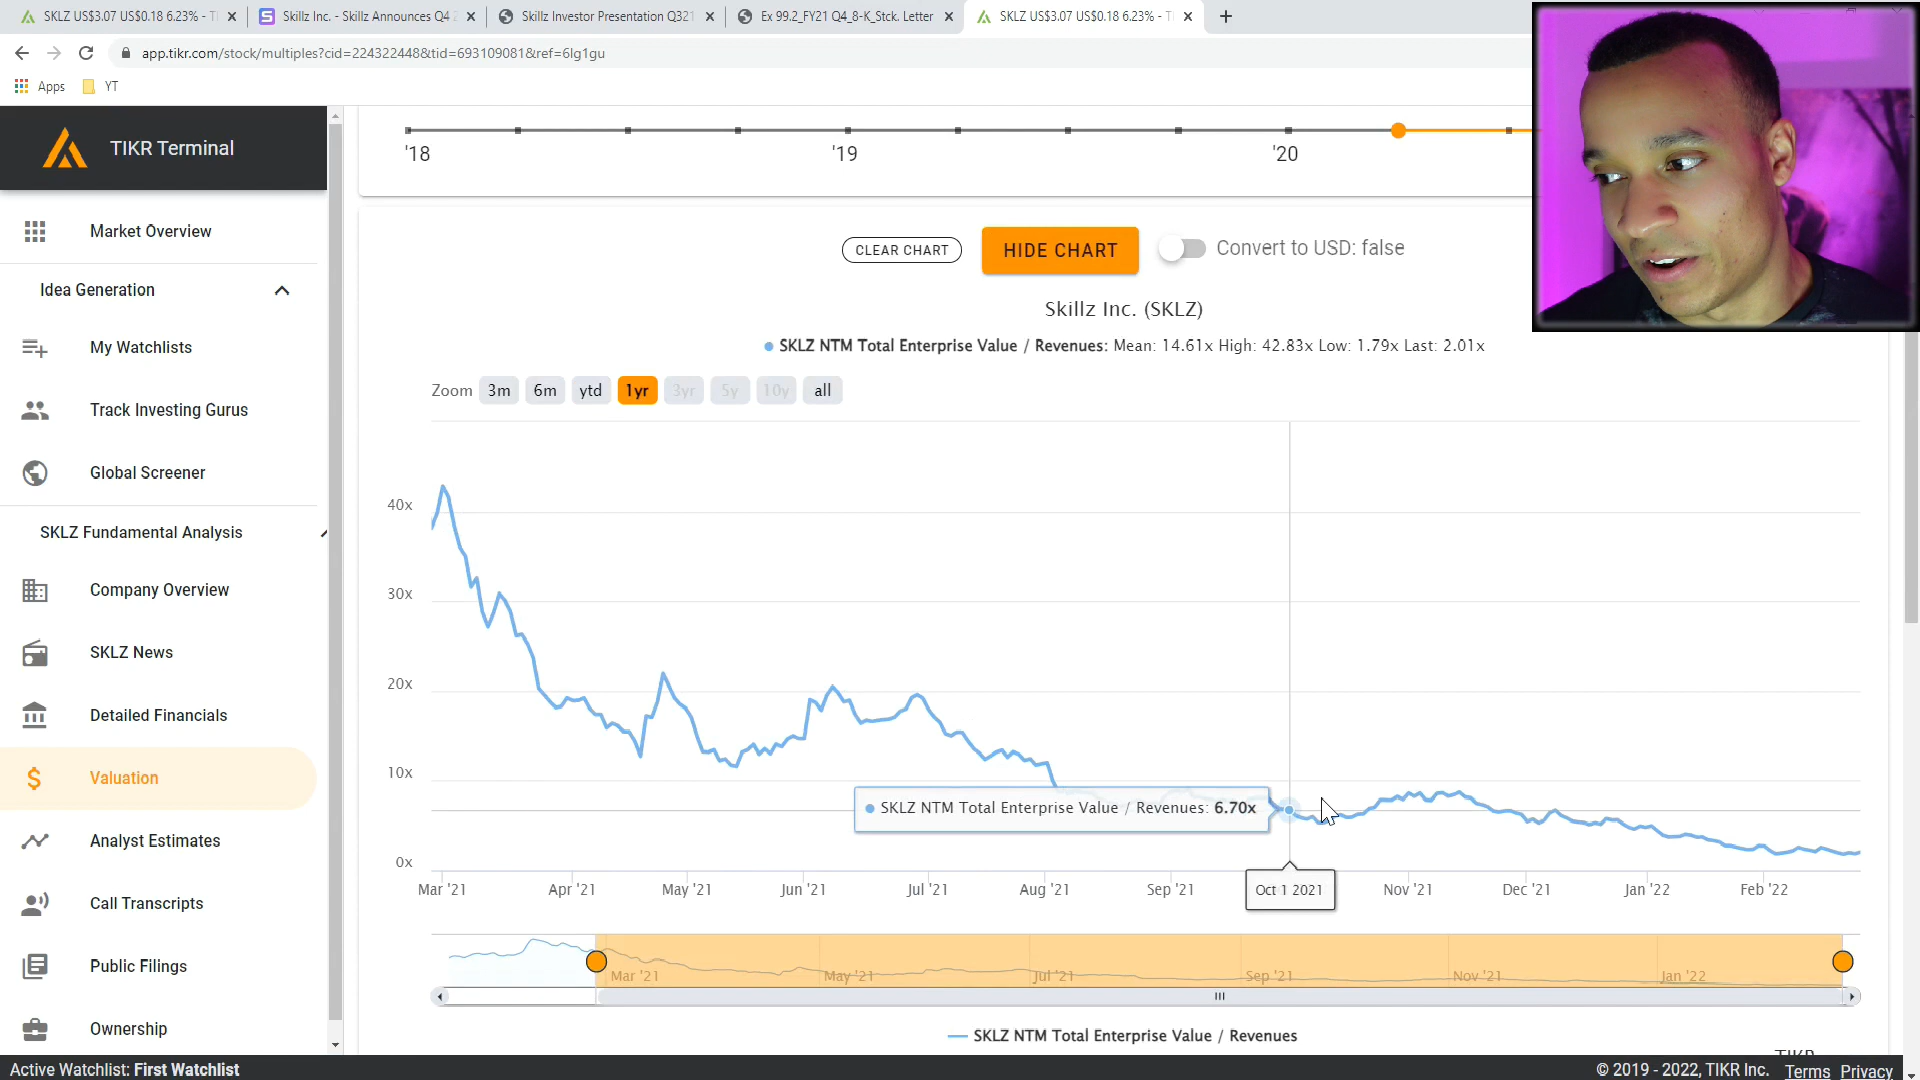 SKLZ US$3.07 US$0.18 6.23% - T
Skillz Inc. - Skillz Announces Q4 2
Skillz Investor Presentation Q321
Ex 99.2_FY21 Q4_8-K_Stck. Letter
SKLZ US$3.07 US$0.18 6.23% - T
app.tikr.com/stock/multiples?cid=224322448&tid=693109081&ref=6lg1gu
Apps
YT
TIKR Terminal
Market Overview
Idea Generation
My Watchlists
Track Investing Gurus
Global Screener
SKLZ Fundamental Analysis
Company Overview
SKLZ News
Detailed Financials
$ Valuation
Analyst Estimates
Call Transcripts
Public Filings
Ownership
'18 '19 '20
CLEAR CHART
HIDE CHART
Convert to USD: false
Skillz Inc. (SKLZ)
SKLZ NTM Total Enterprise Value / Revenues: Mean: 14.61x High: 42.83x Low: 1.79x Last: 2.01x
Zoom 3m 6m ytd 1yr 3yr 5y 10y all
40x
30x
20x
10x
0x
SKLZ NTM Total Enterprise Value / Revenues: 6.70x
Mar '21 Apr '21 May '21 Jun '21 Jul '21 Aug '21 Sep '21 Oct 1 2021 Nov '21 Dec '21 Jan '22 Feb '22
Mar '21 May '21 Jul '21 Sep '21 Nov '21 Jan '22
SKLZ NTM Total Enterprise Value / Revenues
TIKR
Active Watchlist: First Watchlist
© 2019 - 2022, TIKR Inc. Terms Privacy